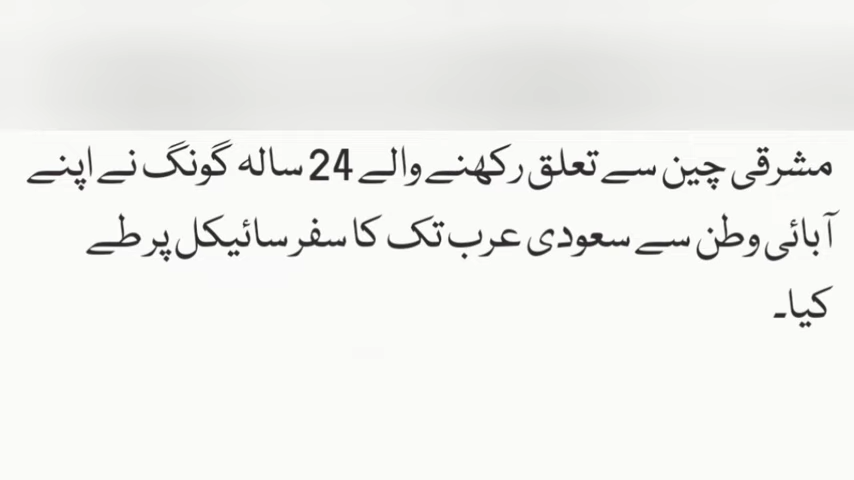 مشرقی چین سے تعلق رکھنے والے 24 سالہ گونگ نے اپنے
آبائی وطن سے سعودی عرب تک کا سفر سائیکل پر طے
کیا۔